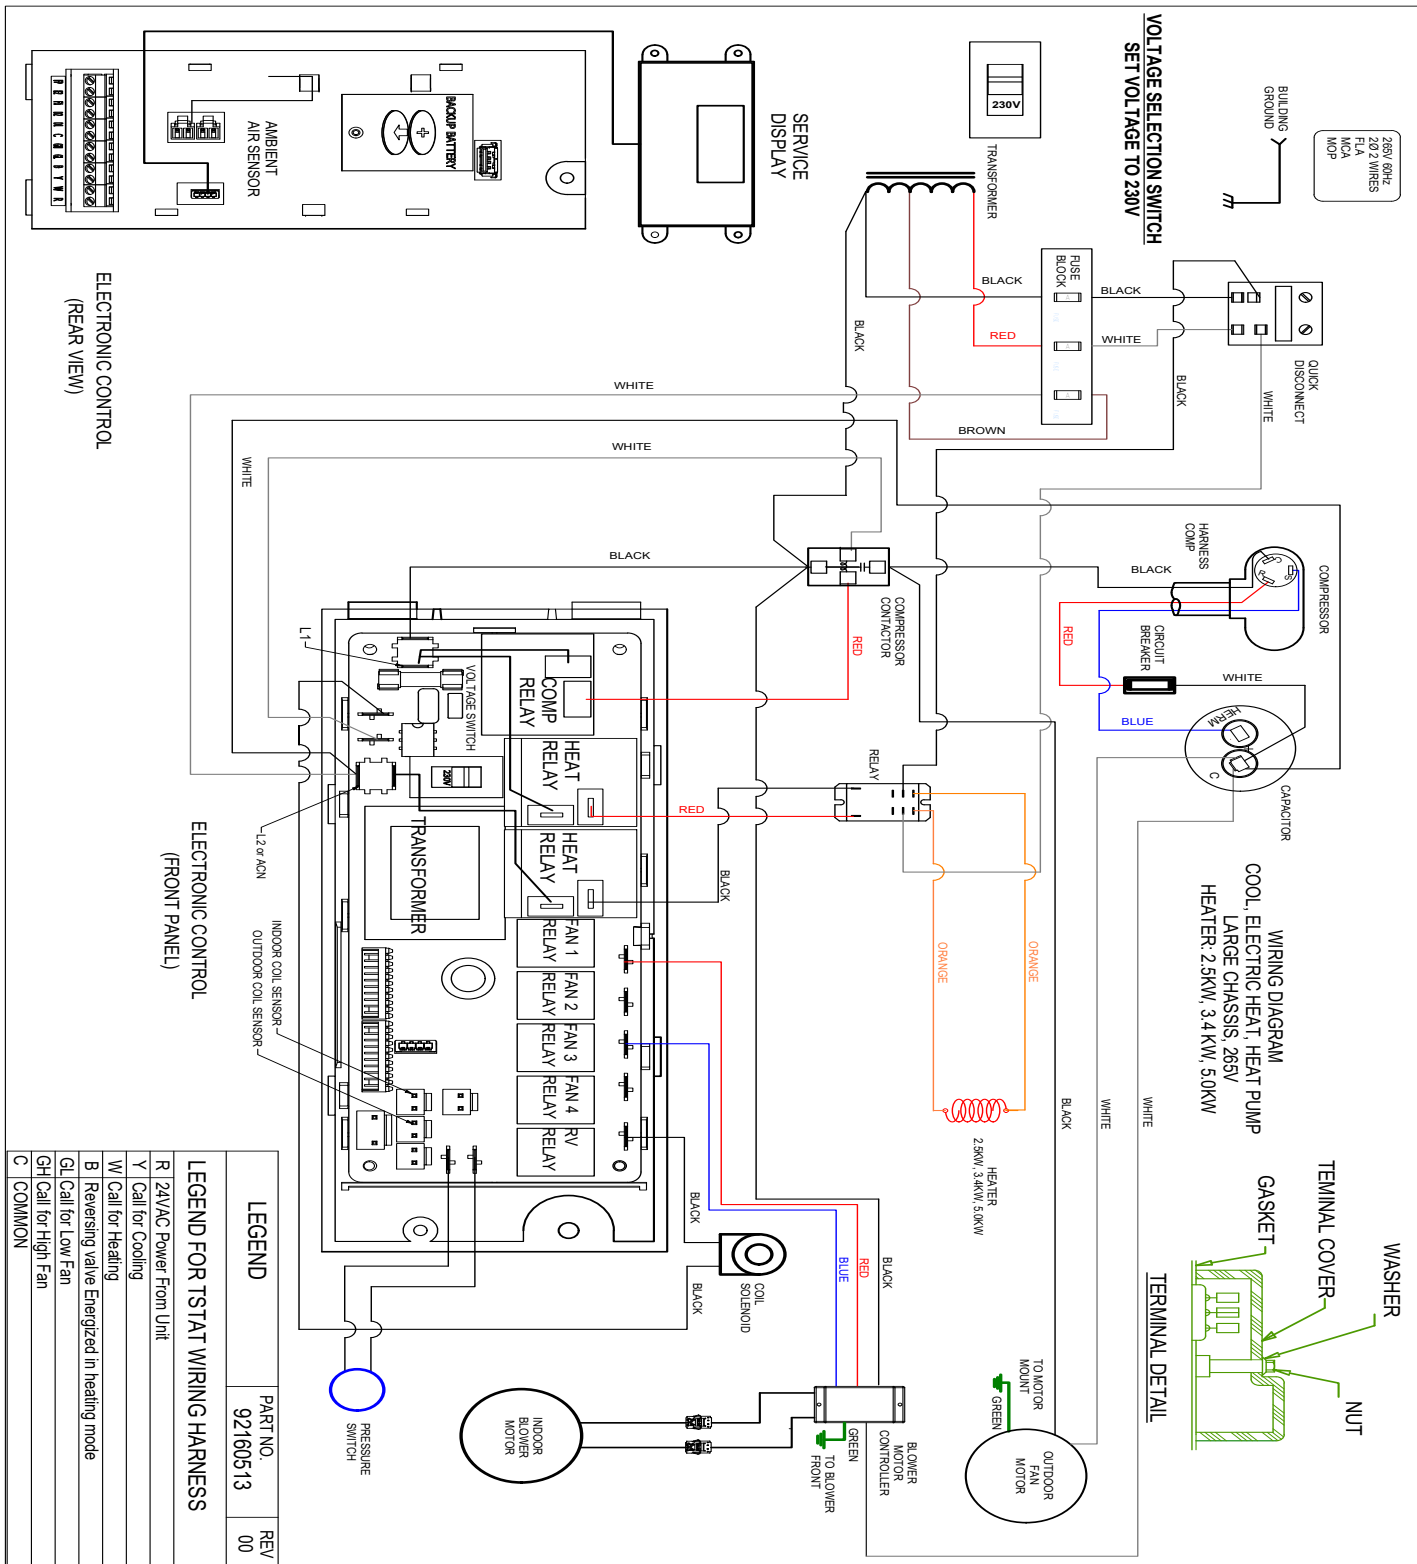 VOLTAGE SELECTION SWITCH
SET VOLTAGE TO 230V
230V
TRANSFORMER
BUILDING
GROUND
265V 60Hz
2Ø 2 WIRES
FLA
MCA
MOP
SERVICE
DISPLAY
BACKUP BATTERY
AMBIENT
AIR SENSOR
ELECTRONIC CONTROL
(REAR VIEW)
FUSE
BLOCK
BLACK
BLACK
RED
WHITE
BROWN
BLACK
BLACK
WHITE
QUICK
DISCONNECT
WHITE
WHITE
WHITE
BLACK
COMPRESSOR
CONTACTOR
RED
BLACK
HARNESS
COMP
COMPRESSOR
C
S
R
RED
CIRCUIT
BREAKER
WHITE
BLUE
HERM
C
CAPACITOR
L1
VOLTAGE SWITCH
COMP
RELAY
HEAT
RELAY
HEAT
RELAY
230V
TRANSFORMER
L2 or ACN
FAN 1
RELAY
FAN 2
RELAY
FAN 3
RELAY
FAN 4
RELAY
RV
RELAY
RELAY
RED
BLACK
ORANGE
ORANGE
HEATER
2.5KW, 3.4KW, 5.0KW
ELECTRONIC CONTROL
(FRONT PANEL)
INDOOR COIL SENSOR
OUTDOOR COIL SENSOR
WIRING DIAGRAM
COOL, ELECTRIC HEAT, HEAT PUMP
LARGE CHASSIS, 265V
HEATER: 2.5KW, 3.4 KW, 5.0KW
BLACK
WHITE
WHITE
BLACK
BLACK
COIL
SOLENOID
BLUE
RED
BLACK
PRESSURE
SWITCH
INDOOR
BLOWER
MOTOR
GREEN
TO BLOWER
FRONT
BLOWER
MOTOR
CONTROLLER
TO MOTOR
MOUNT
GREEN
OUTDOOR
FAN
MOTOR
TEMINAL COVER
GASKET
WASHER
NUT
TERMINAL DETAIL
LEGEND
PART NO.
92160513
REV
00
LEGEND FOR TSTAT WIRING HARNESS
R 24VAC Power From Unit
Y Call for Cooling
W Call for Heating
B Reversing valve Energized in heating mode
GL Call for Low Fan
GH Call for High Fan
C COMMON